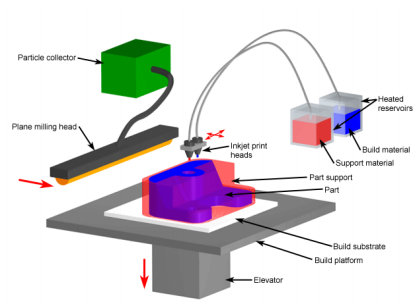 Particle collector
Plane milling head
Inkjet print
heads
Heated
reservoirs
Build material
Support material
Part support
Part
Build substrate
Build platform
Elevator